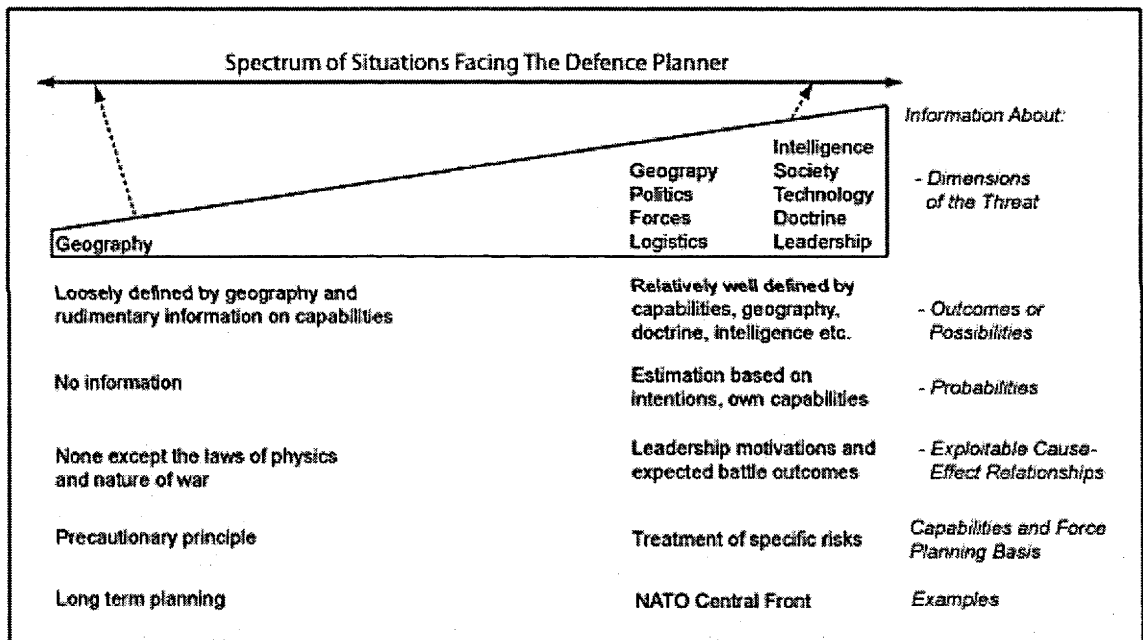 Spectrum of Situations Facing The Defence Planner
Information About:
Geography
Geograpy
Politics
Forces
Logistics
Intelligence
Society
Technology
Doctrine
Leadership
- Dimensions
of the Threat
Loosely defined by geography and
rudimentary information on capabilities
Relatively well defined by
capabilities, geography,
doctrine, intelligence etc.
- Outcomes or
Possibilities
No information
Estimation based on
intentions, own capabilities
- Probabilities
None except the laws of physics
and nature of war
Leadership motivations and
expected battle outcomes
- Exploitable Cause-
Effect Relationships
Precautionary principle
Treatment of specific risks
Capabilities and Force
Planning Basis
Long term planning
NATO Central Front
Examples